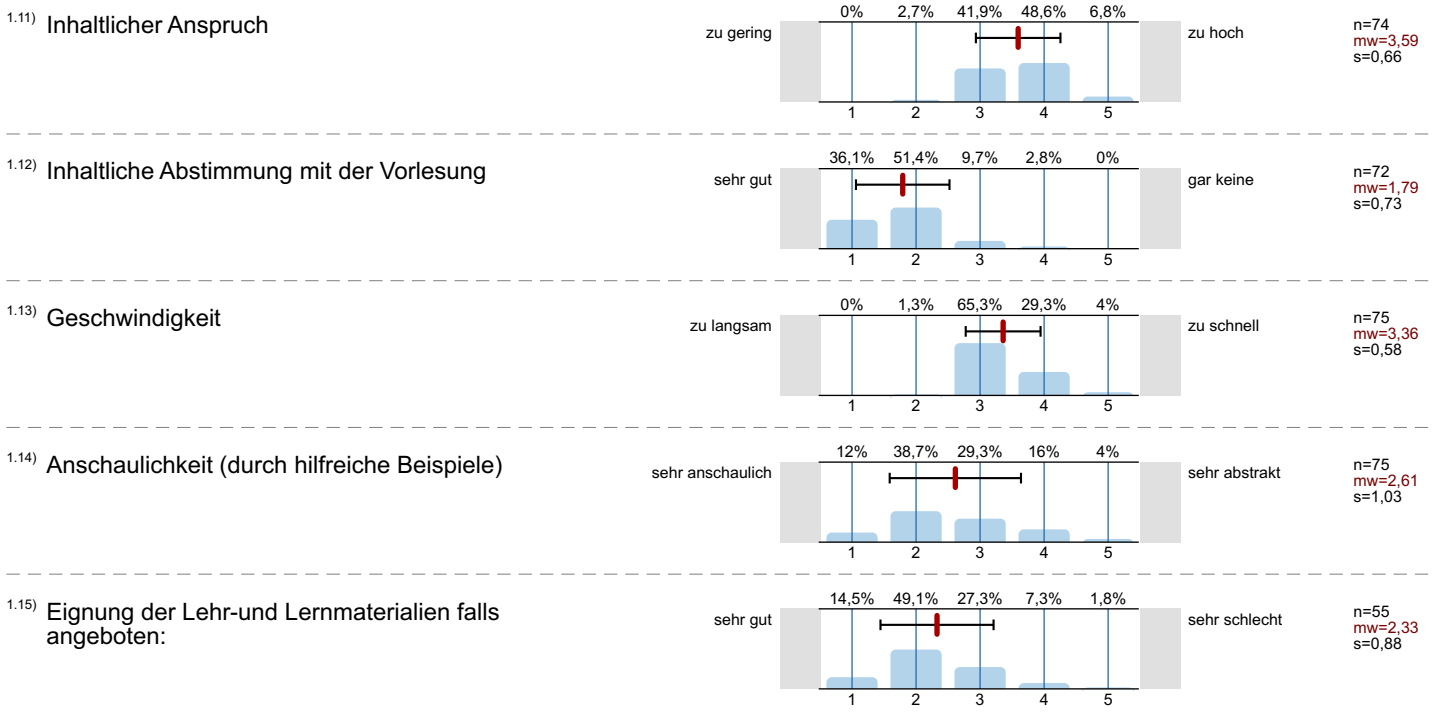 1.11) Inhaltlicher Anspruch
0% 2,7% 41,9% 48,6% 6,8%
zu gering zu hoch
n=74
mw=3,59
s=0,66
1 2 3 4 5
1.12) Inhaltliche Abstimmung mit der Vorlesung
36,1% 51,4% 9,7% 2,8% 0%
sehr gut gar keine
n=72
mw=1,79
s=0,73
1 2 3 4 5
1.13) Geschwindigkeit
0% 1,3% 65,3% 29,3% 4%
zu langsam zu schnell
n=75
mw=3,36
s=0,58
1 2 3 4 5
1.14) Anschaulichkeit (durch hilfreiche Beispiele)
12% 38,7% 29,3% 16% 4%
sehr anschaulich sehr abstrakt
n=75
mw=2,61
s=1,03
1 2 3 4 5
1.15) Eignung der Lehr-und Lernmaterialien falls
angeboten:
14,5% 49,1% 27,3% 7,3% 1,8%
sehr gut sehr schlecht
n=55
mw=2,33
s=0,88
1 2 3 4 5